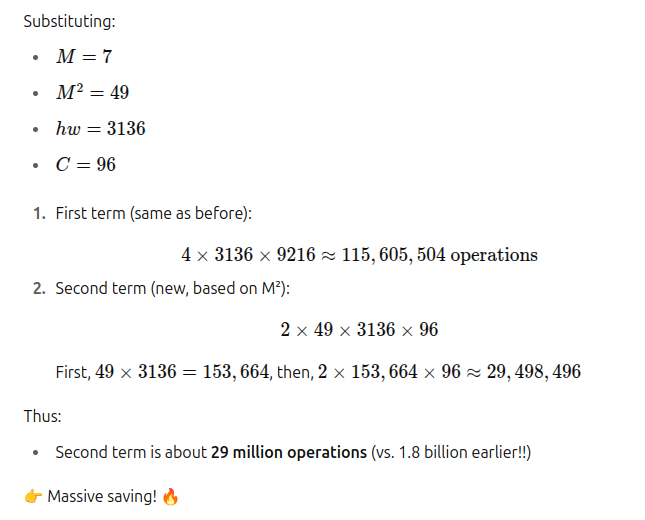 Substituting:
• M = 7
• M² = 49
• hw = 3136
• C = 96
1. First term (same as before):
4 × 3136 × 9216 ≈ 115, 605, 504 operations
2. Second term (new, based on M²):
2 × 49 × 3136 × 96
First, 49 × 3136 = 153, 664, then, 2 × 153, 664 × 96 ≈ 29, 498, 496
Thus:
• Second term is about 29 million operations (vs. 1.8 billion earlier!!)
👉 Massive saving! 🔥